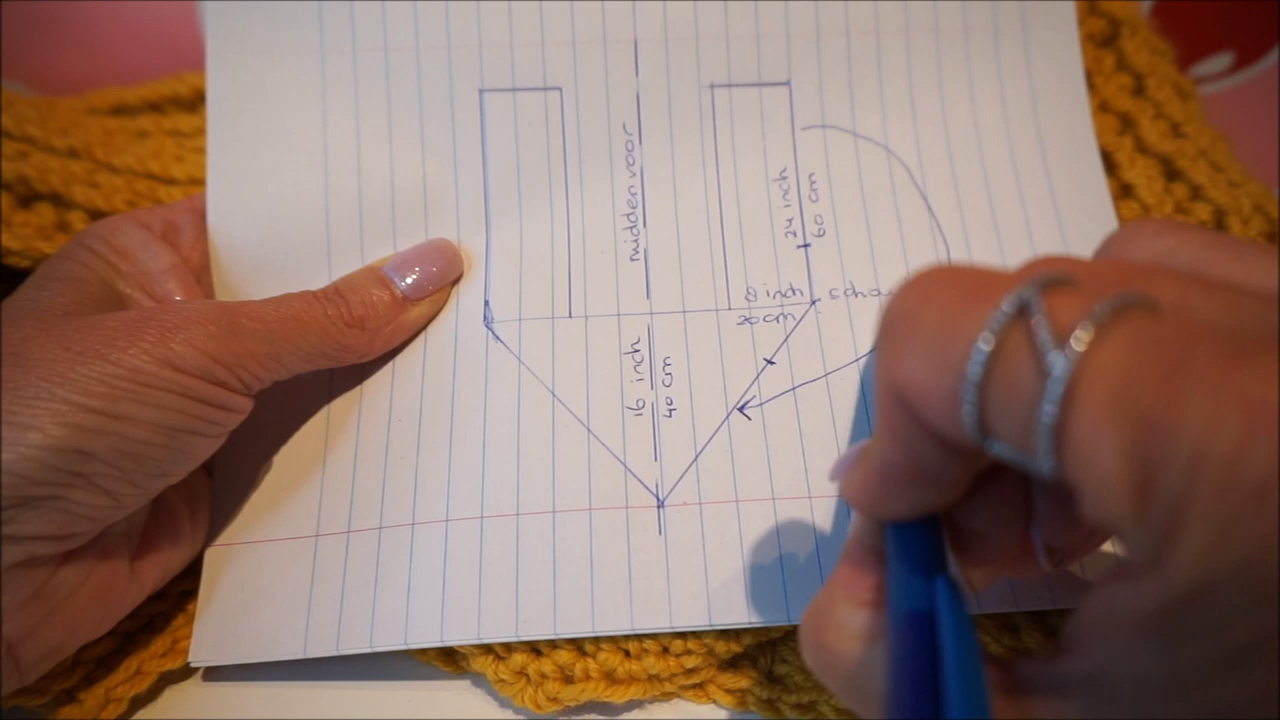 midden voor
24 inch
60 cm
8 inch
20 cm
16 inch
40 cm